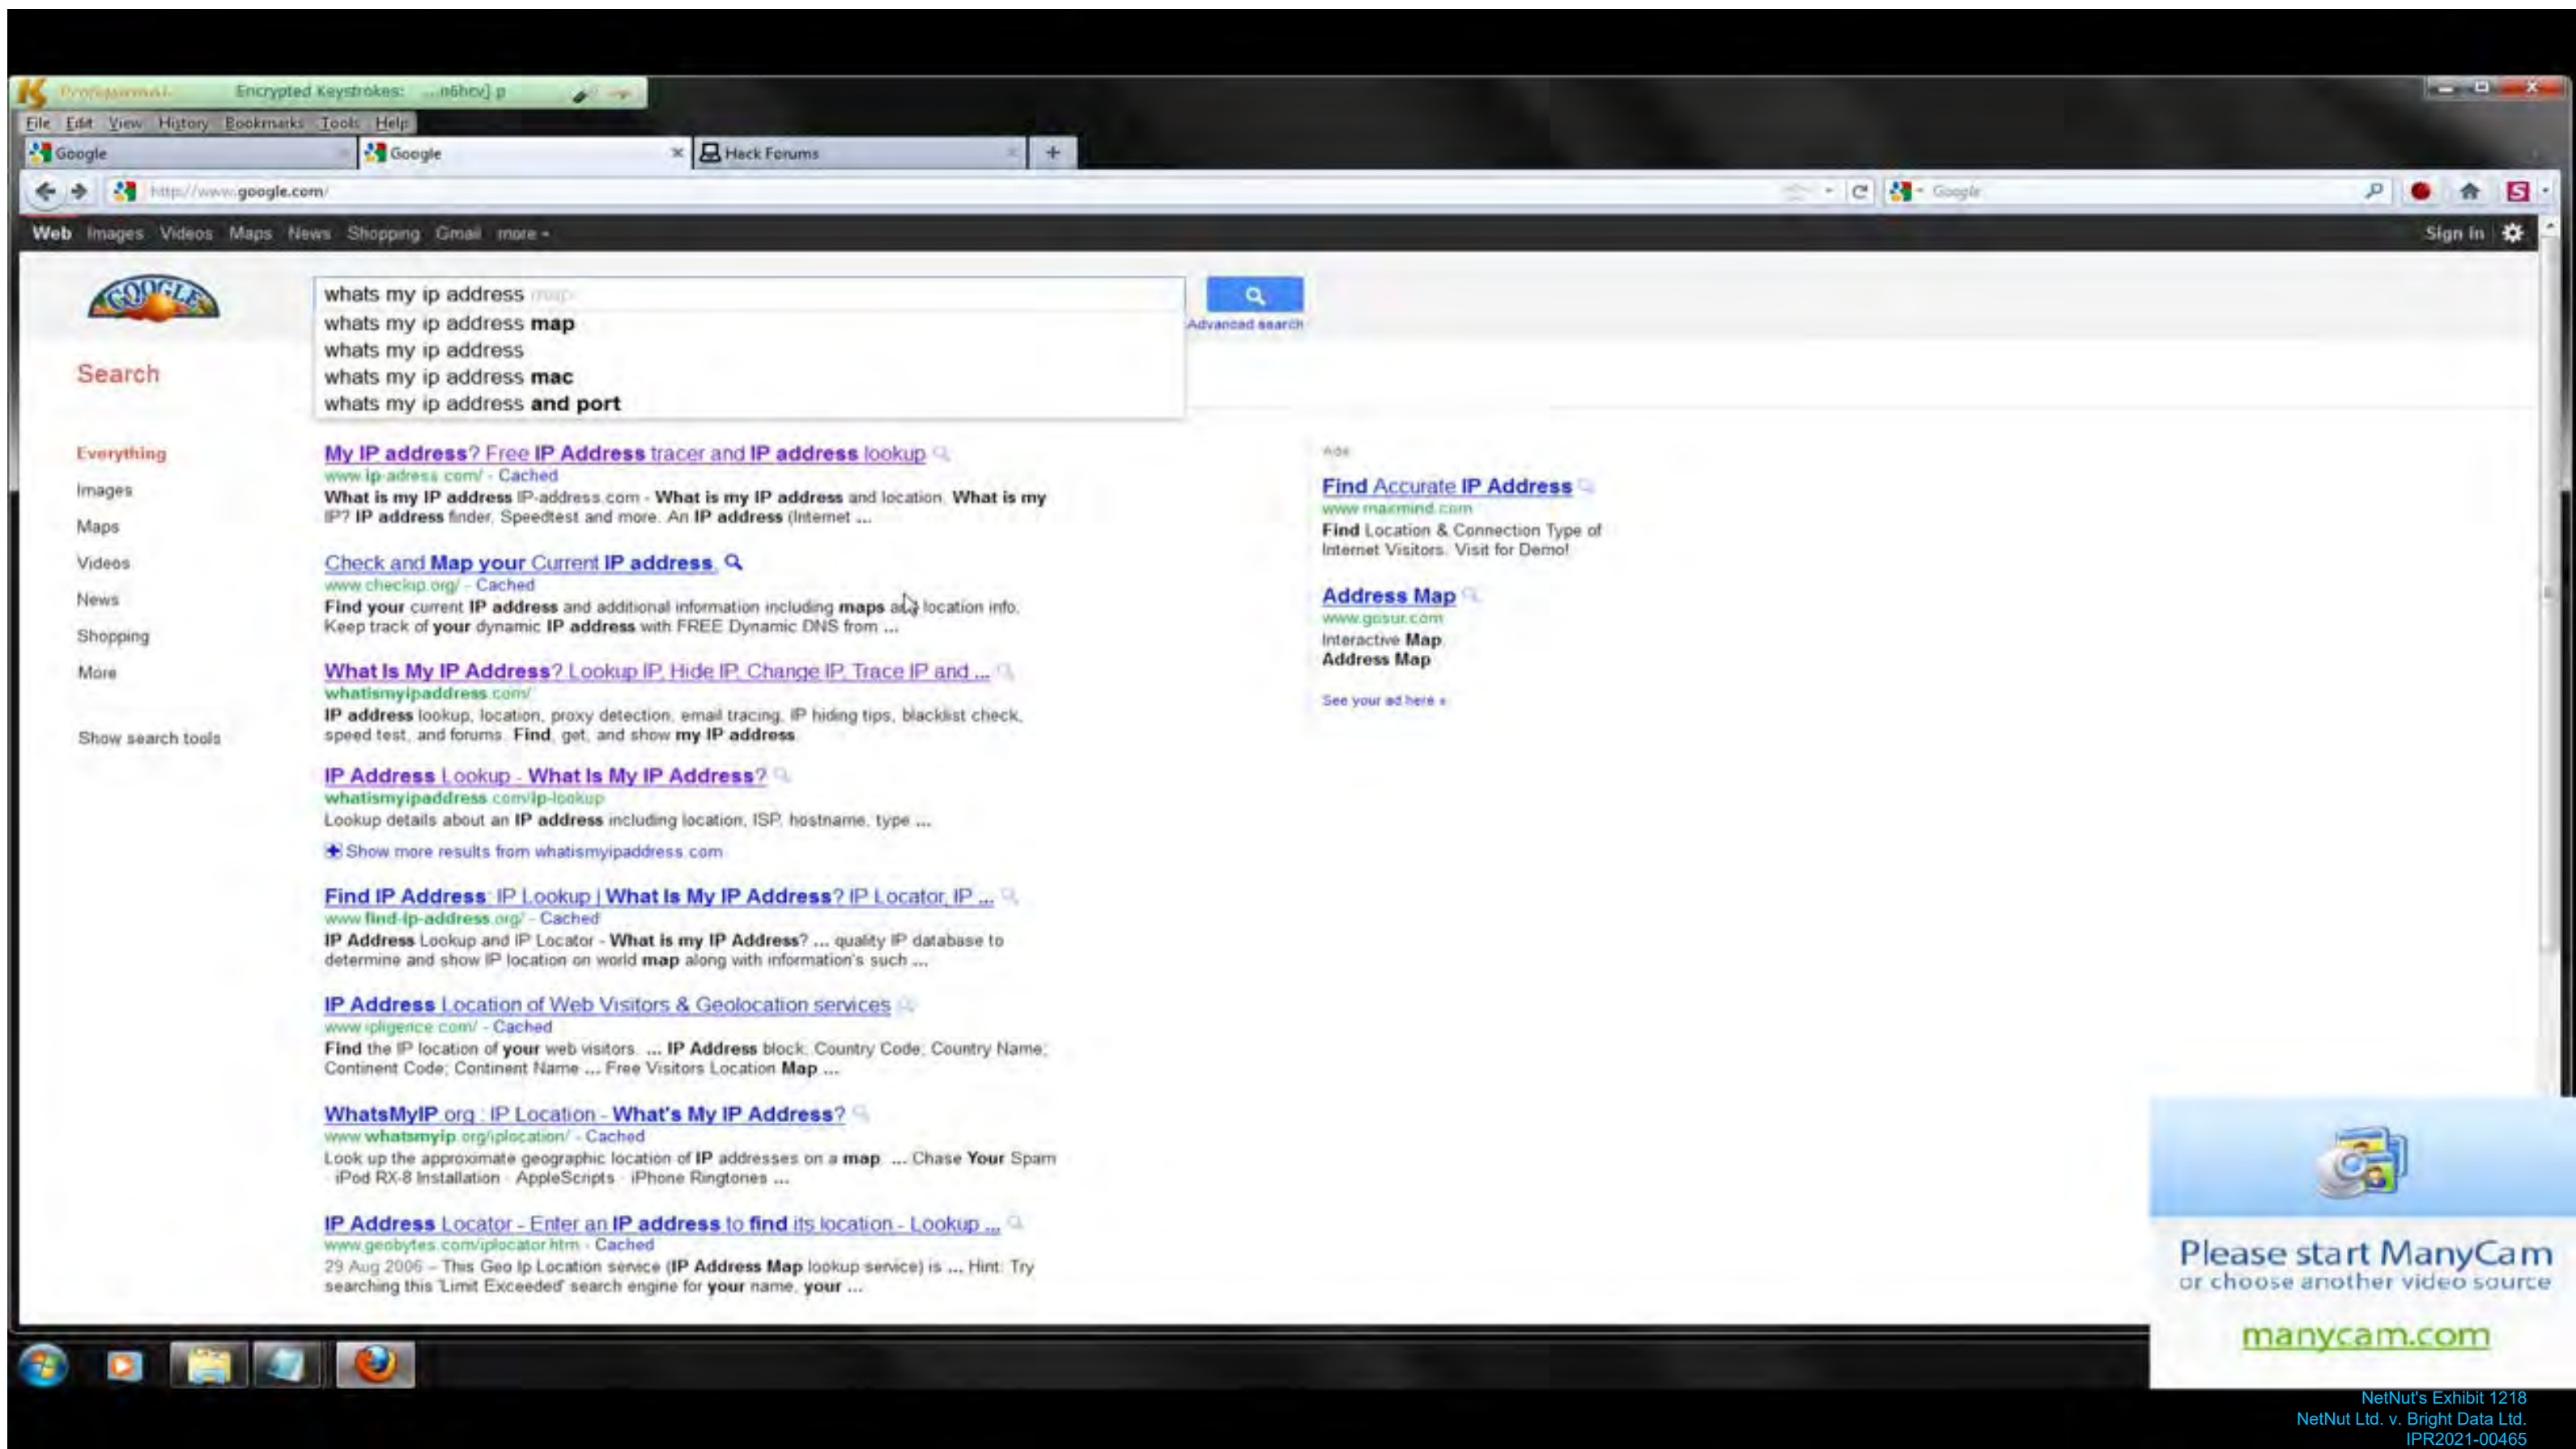 Encrypted Keystrokes: ...n6hcv] p
File Edit View History Bookmarks Tools Help
Google
Google
Hack Forums
http://www.google.com/
Google
Web Images Videos Maps News Shopping Gmail more
Sign in
GOOGLE
whats my ip address map
Advanced search
whats my ip address map
whats my ip address
whats my ip address mac
whats my ip address and port
Search
Everything
Images
Maps
Videos
News
Shopping
More
Show search tools
My IP address? Free IP Address tracer and IP address lookup
www.ip-adress.com/ - Cached
What is my IP address IP-address.com - What is my IP address and location. What is my
IP? IP address finder, Speedtest and more. An IP address (Internet ...
Check and Map your Current IP address.
www.checkip.org/ - Cached
Find your current IP address and additional information including maps and location info.
Keep track of your dynamic IP address with FREE Dynamic DNS from ...
What Is My IP Address? Lookup IP, Hide IP, Change IP, Trace IP and ...
whatismyipaddress.com/
IP address lookup, location, proxy detection, email tracing, IP hiding tips, blacklist check,
speed test, and forums. Find, get, and show my IP address.
IP Address Lookup - What Is My IP Address?
whatismyipaddress.com/ip-lookup
Lookup details about an IP address including location, ISP, hostname, type ...
Show more results from whatismyipaddress.com
Find IP Address: IP Lookup | What Is My IP Address? IP Locator, IP ...
www.find-ip-address.org/ - Cached
IP Address Lookup and IP Locator - What is my IP Address? ... quality IP database to
determine and show IP location on world map along with information's such ...
IP Address Location of Web Visitors & Geolocation services
www.ipligence.com/ - Cached
Find the IP location of your web visitors. ... IP Address block; Country Code; Country Name;
Continent Code; Continent Name ... Free Visitors Location Map ...
WhatsMyIP.org : IP Location - What's My IP Address?
www.whatsmyip.org/iplocation/ - Cached
Look up the approximate geographic location of IP addresses on a map. ... Chase Your Spam
· iPod RX-8 Installation · AppleScripts · iPhone Ringtones ...
IP Address Locator - Enter an IP address to find its location - Lookup ...
www.geobytes.com/iplocator.htm - Cached
29 Aug 2006 – This Geo Ip Location service (IP Address Map lookup service) is ... Hint: Try
searching this 'Limit Exceeded' search engine for your name, your ...
Ads
Find Accurate IP Address
www.maxmind.com
Find Location & Connection Type of
Internet Visitors. Visit for Demo!
Address Map
www.gosur.com
Interactive Map.
Address Map
See your ad here »
Please start ManyCam
or choose another video source
manycam.com
NetNut's Exhibit 1218
NetNut Ltd. v. Bright Data Ltd.
IPR2021-00465